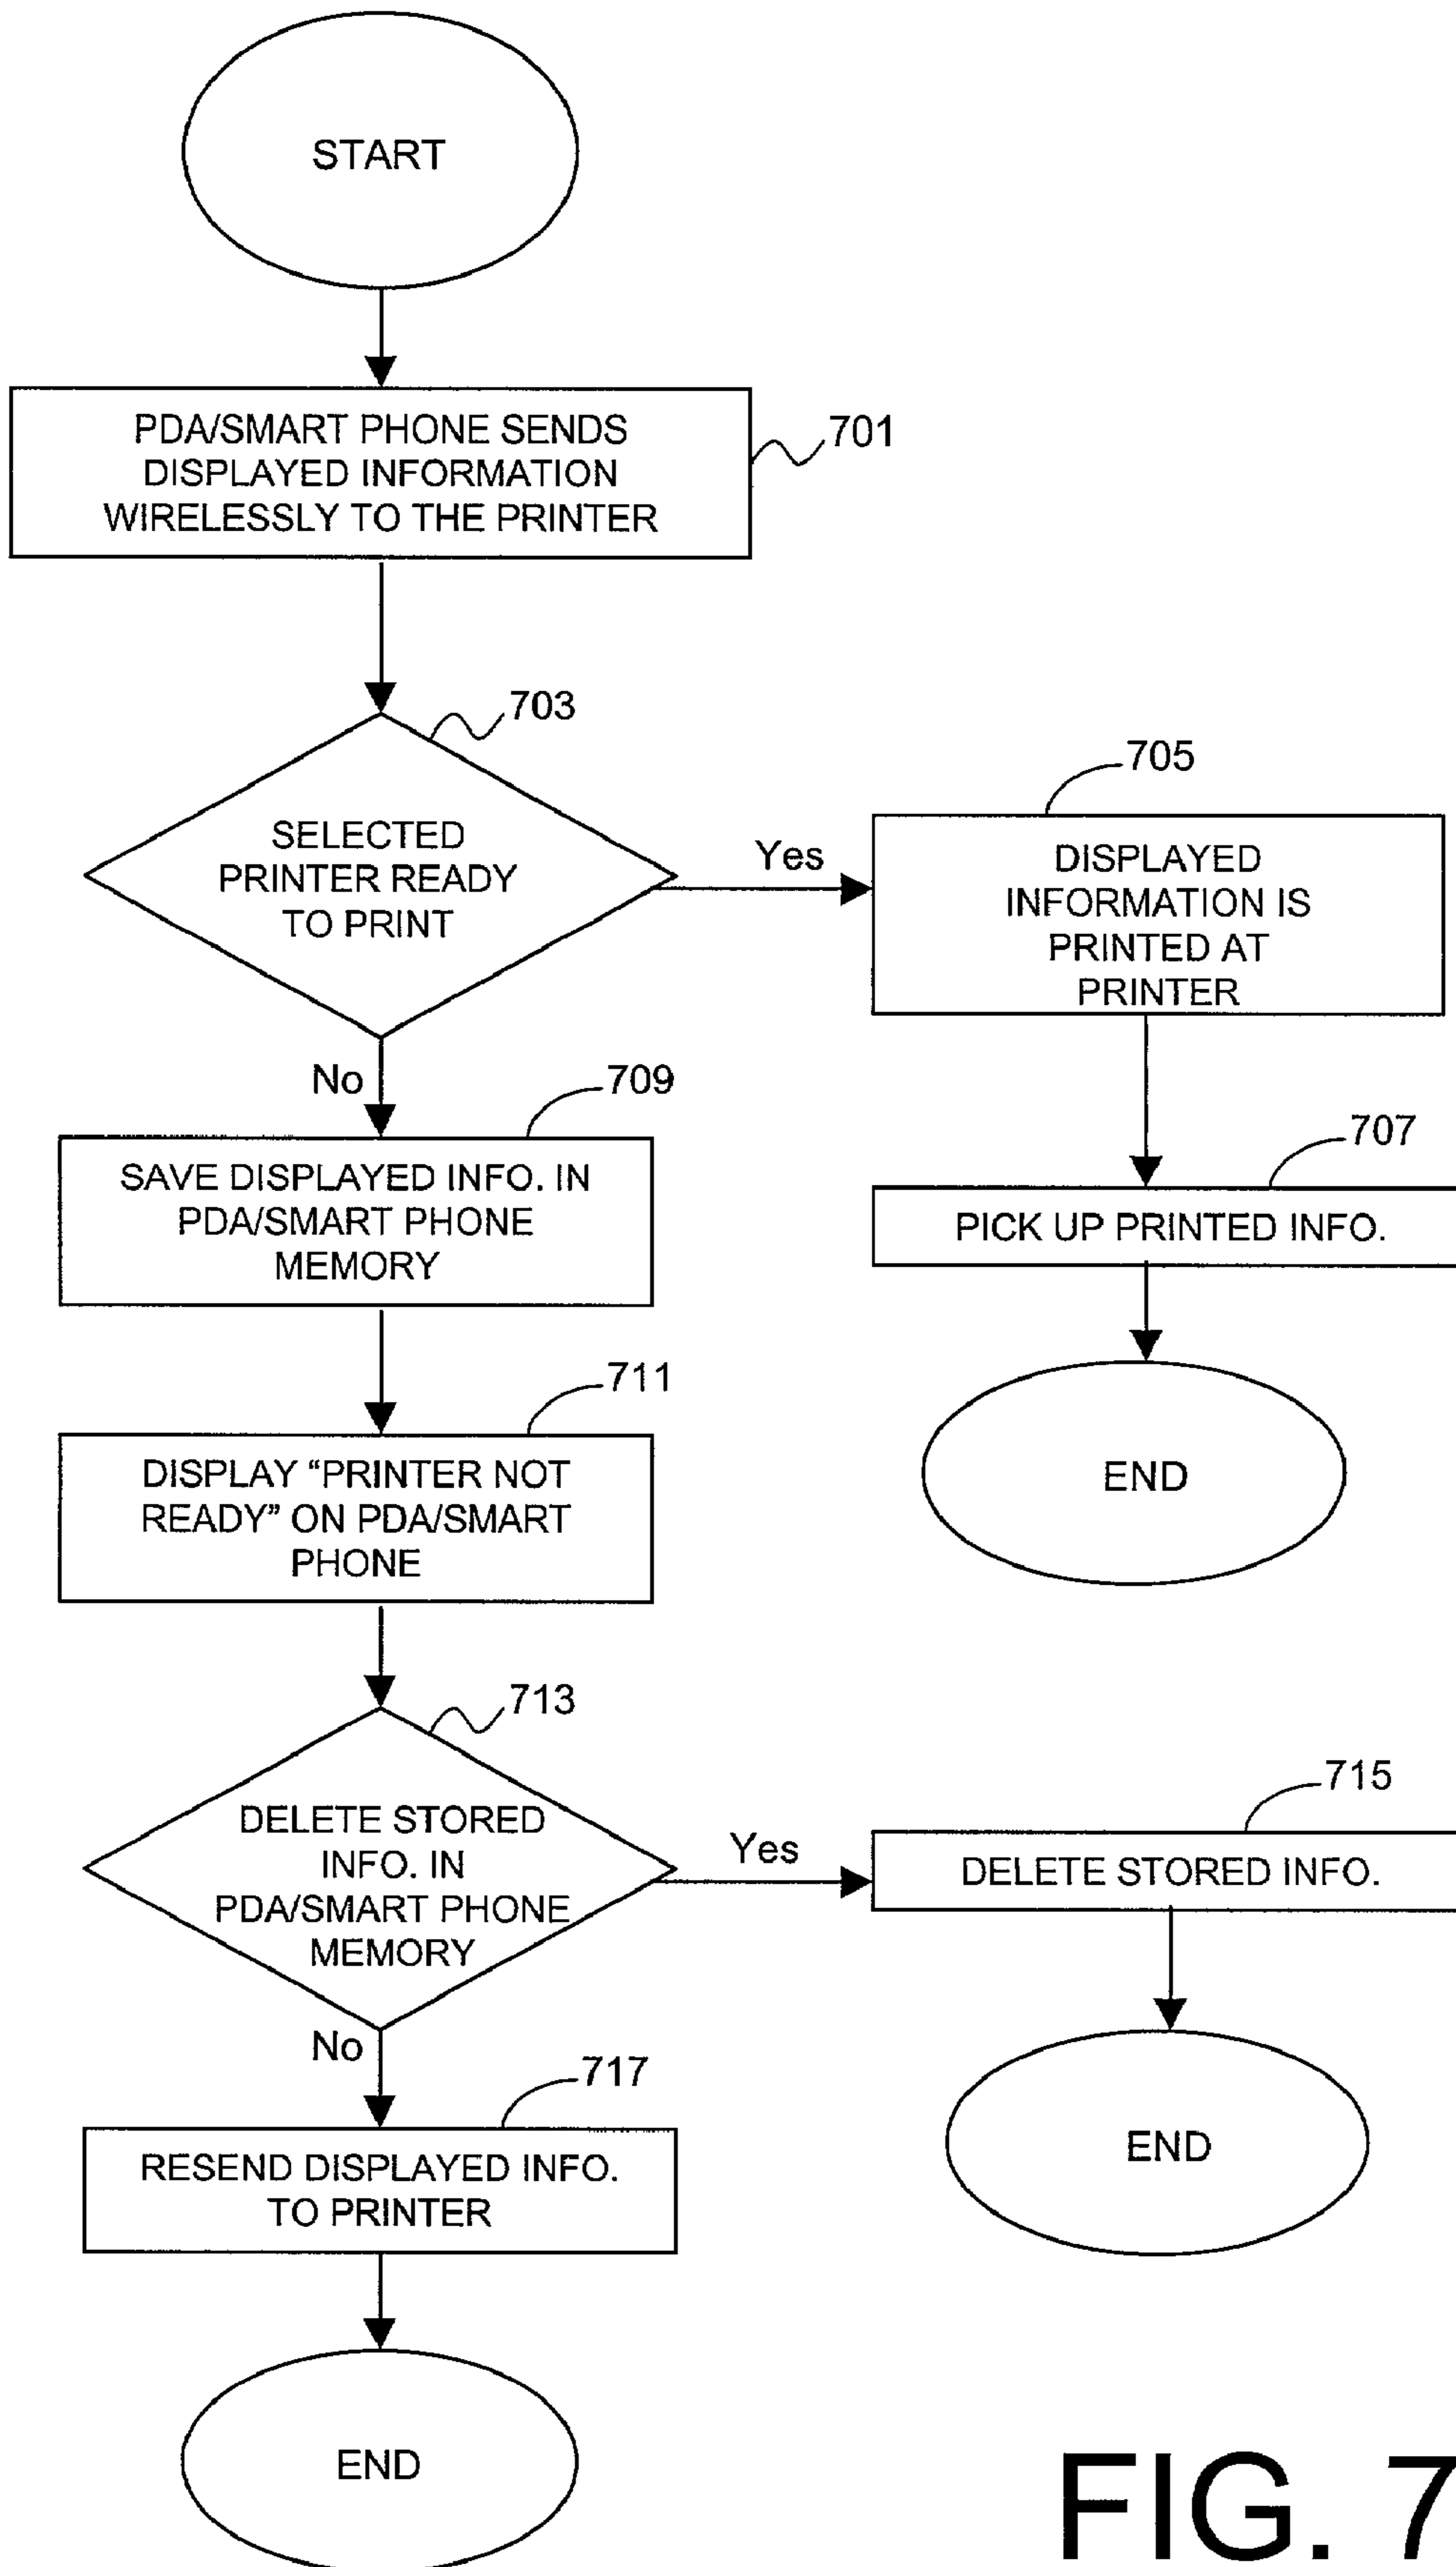 START
PDA/SMART PHONE SENDS
DISPLAYED INFORMATION
WIRELESSLY TO THE PRINTER
701
703
SELECTED
PRINTER READY
TO PRINT
Yes
705
DISPLAYED
INFORMATION IS
PRINTED AT
PRINTER
No
709
707
SAVE DISPLAYED INFO. IN
PDA/SMART PHONE
MEMORY
PICK UP PRINTED INFO.
711
DISPLAY “PRINTER NOT
READY” ON PDA/SMART
PHONE
END
713
DELETE STORED
INFO. IN
PDA/SMART PHONE
MEMORY
Yes
715
DELETE STORED INFO.
No
717
RESEND DISPLAYED INFO.
TO PRINTER
END
END
FIG. 7